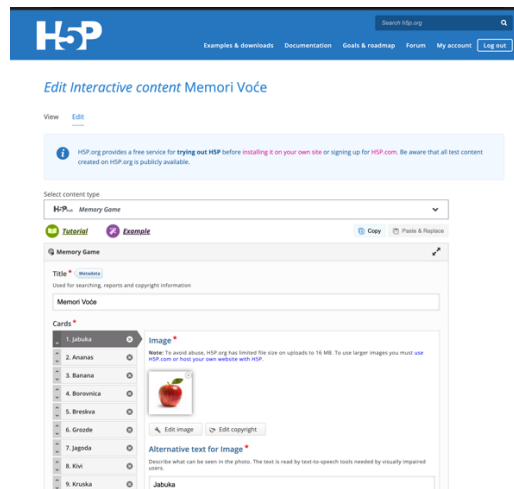 H5P
Search h5p.org
Examples & downloads Documentation Goals & roadmap Forum My account Log out
Edit Interactive content Memori Voće
View Edit
H5P.org provides a free service for trying out H5P before installing it on your own site or signing up for H5P.com. Be aware that all test content
created on H5P.org is publicly available.
Select content type
H5P Memory Game
Tutorial Example Copy Paste & Replace
Memory Game
Title * Metadata
Used for searching, reports and copyright information
Memori Voće
Cards *
1. Jabuka
2. Ananas
3. Banana
4. Borovnica
5. Breskva
6. Grozde
7. Jagoda
8. Kivi
9. Kruska
Image *
Note: To avoid abuse, H5P.org has limited file size on uploads to 16 MB. To use larger images you must use
H5P.com or host your own website with H5P.
Edit image Edit copyright
Alternative text for Image *
Describe what can be seen in the photo. The text is read by text-to-speech tools needed by visually impaired
users.
Jabuka